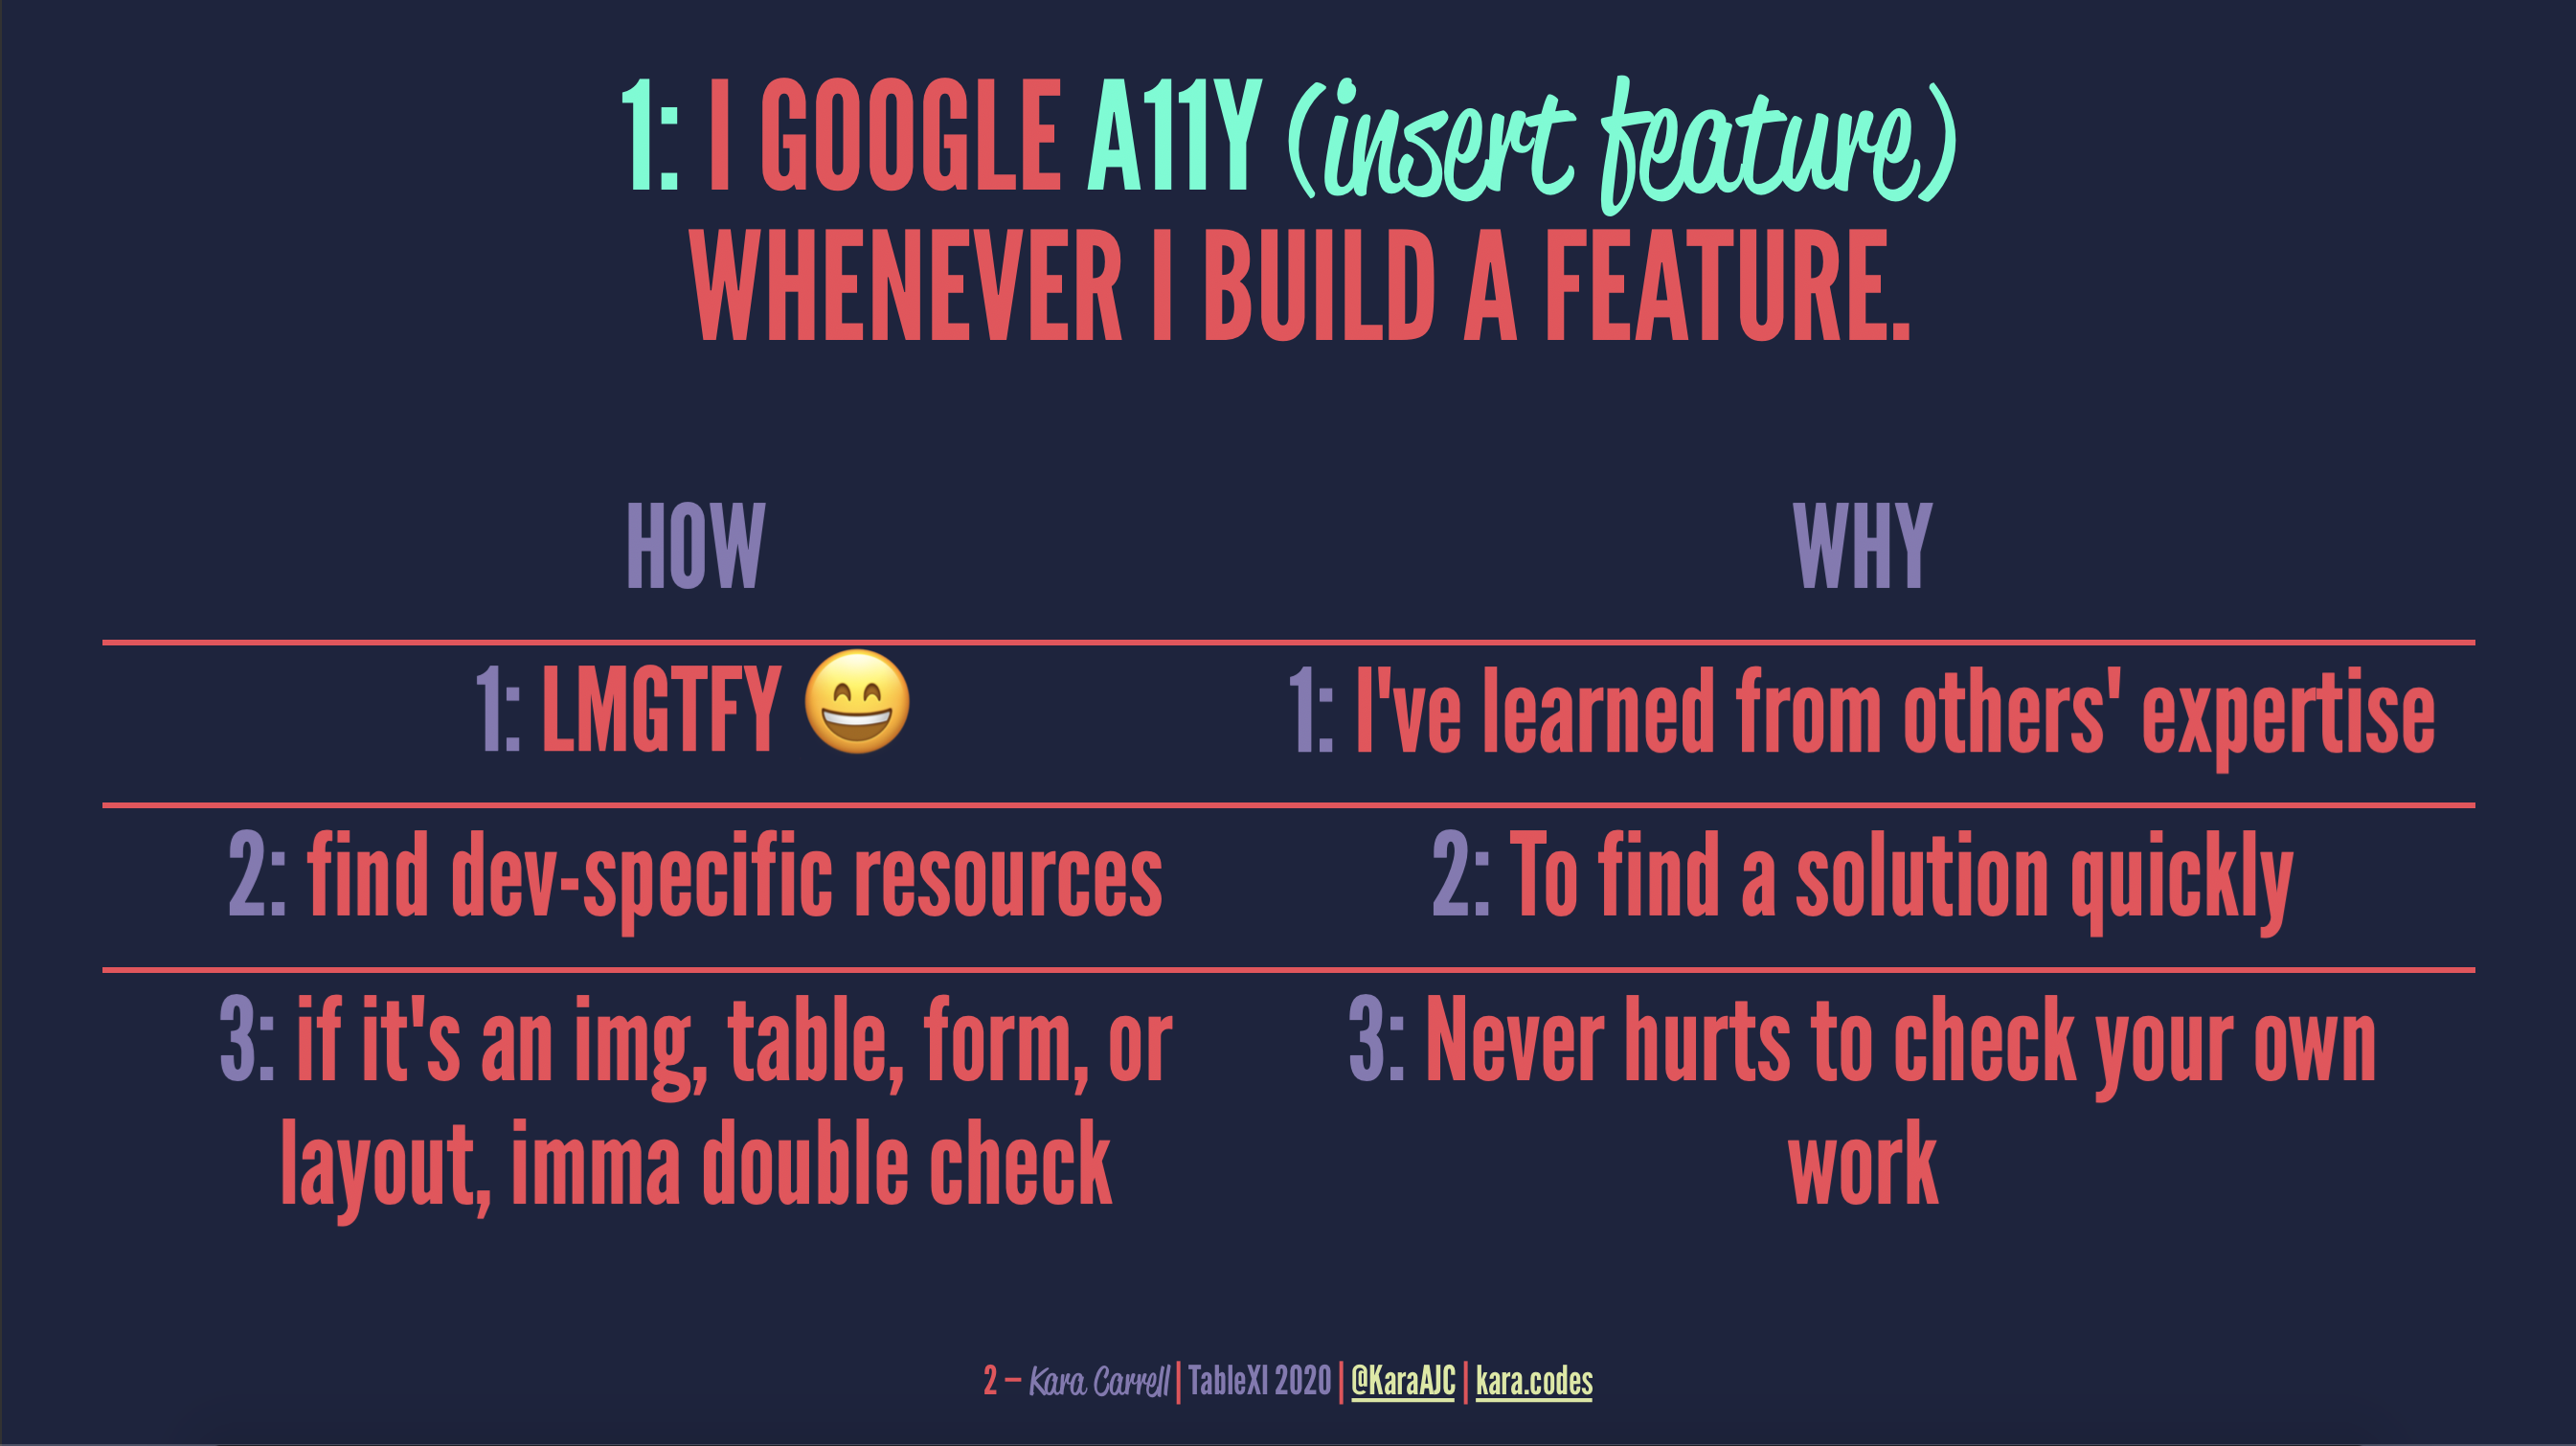 1: I GOOGLE A11Y (insert feature)
WHENEVER I BUILD A FEATURE.
HOW
WHY
1: LMGTFY 😄
1: I've learned from others' expertise
2: find dev-specific resources
2: To find a solution quickly
3: if it's an img, table, form, or
layout, imma double check
3: Never hurts to check your own
work
2 — Kara Carrell | TableXI 2020 | @KaraAJC | kara.codes